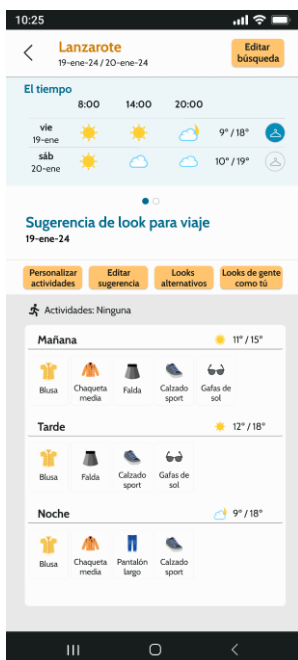 10:25
Lanzarote
19-ene-24 / 20-ene-24
Editar
búsqueda
El tiempo
8:00 14:00 20:00
vie
19-ene
9° / 18°
sáb
20-ene
10° / 19°
Sugerencia de look para viaje
19-ene-24
Personalizar
actividades
Editar
sugerencia
Looks
alternativos
Looks de gente
como tú
Actividades: Ninguna
Mañana 11° / 15°
Blusa
Chaqueta
media
Falda
Calzado
sport
Gafas de
sol
Tarde 12° / 18°
Blusa
Falda
Calzado
sport
Gafas de
sol
Noche 9° / 18°
Blusa
Chaqueta
media
Pantalón
largo
Calzado
sport